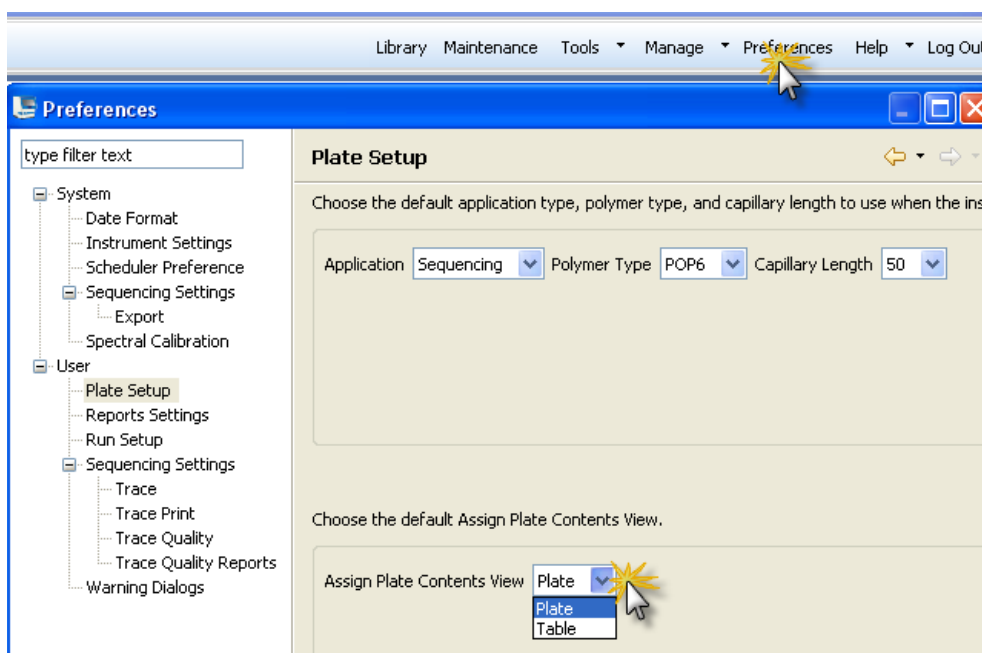 Library Maintenance Tools Manage Preferences Help Log Ou
Preferences
type filter text
System
Date Format
Instrument Settings
Scheduler Preference
Sequencing Settings
Export
Spectral Calibration
User
Plate Setup
Reports Settings
Run Setup
Sequencing Settings
Trace
Trace Print
Trace Quality
Trace Quality Reports
Warning Dialogs
Plate Setup
Choose the default application type, polymer type, and capillary length to use when the ins
Application Sequencing Polymer Type POP6 Capillary Length 50
Choose the default Assign Plate Contents View.
Assign Plate Contents View Plate
Plate
Table